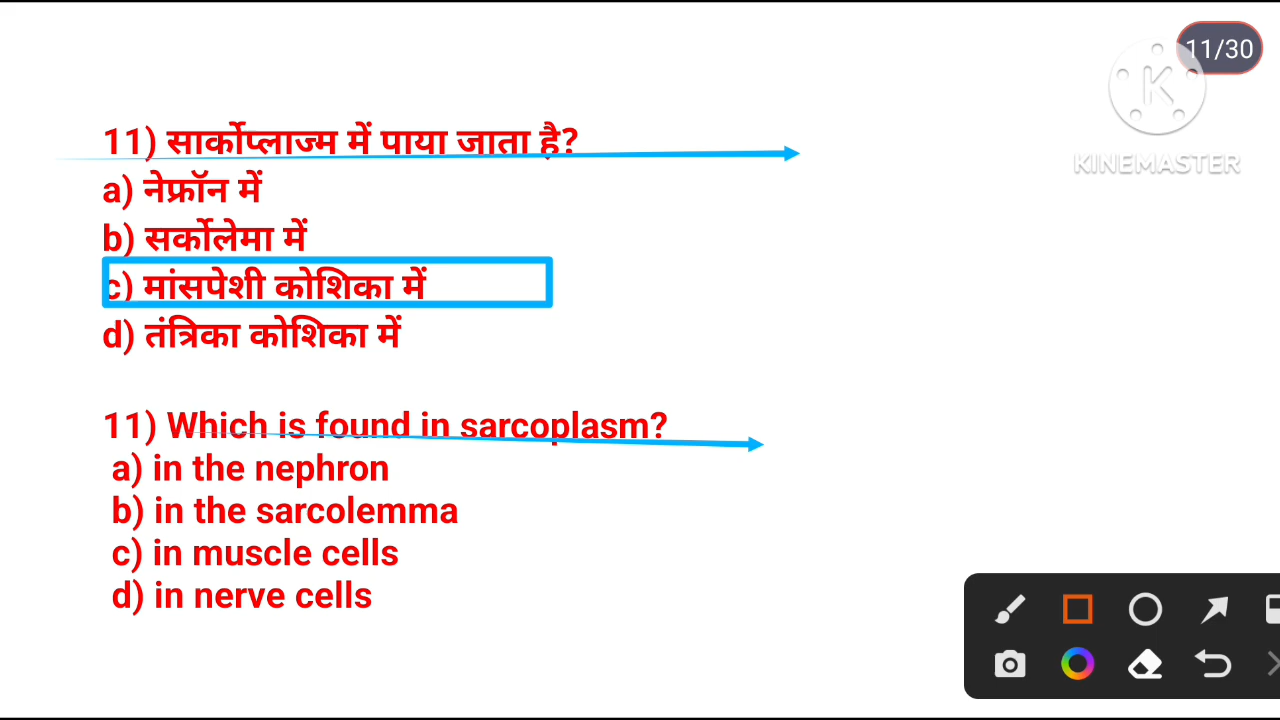 11/30
KINEMASTER
11) सार्कोप्लाज्म में पाया जाता है?
a) नेफ्रॉन में
b) सर्कोलेमा में
c) मांसपेशी कोशिका में
d) तंत्रिका कोशिका में
11) Which is found in sarcoplasm?
a) in the nephron
b) in the sarcolemma
c) in muscle cells
d) in nerve cells